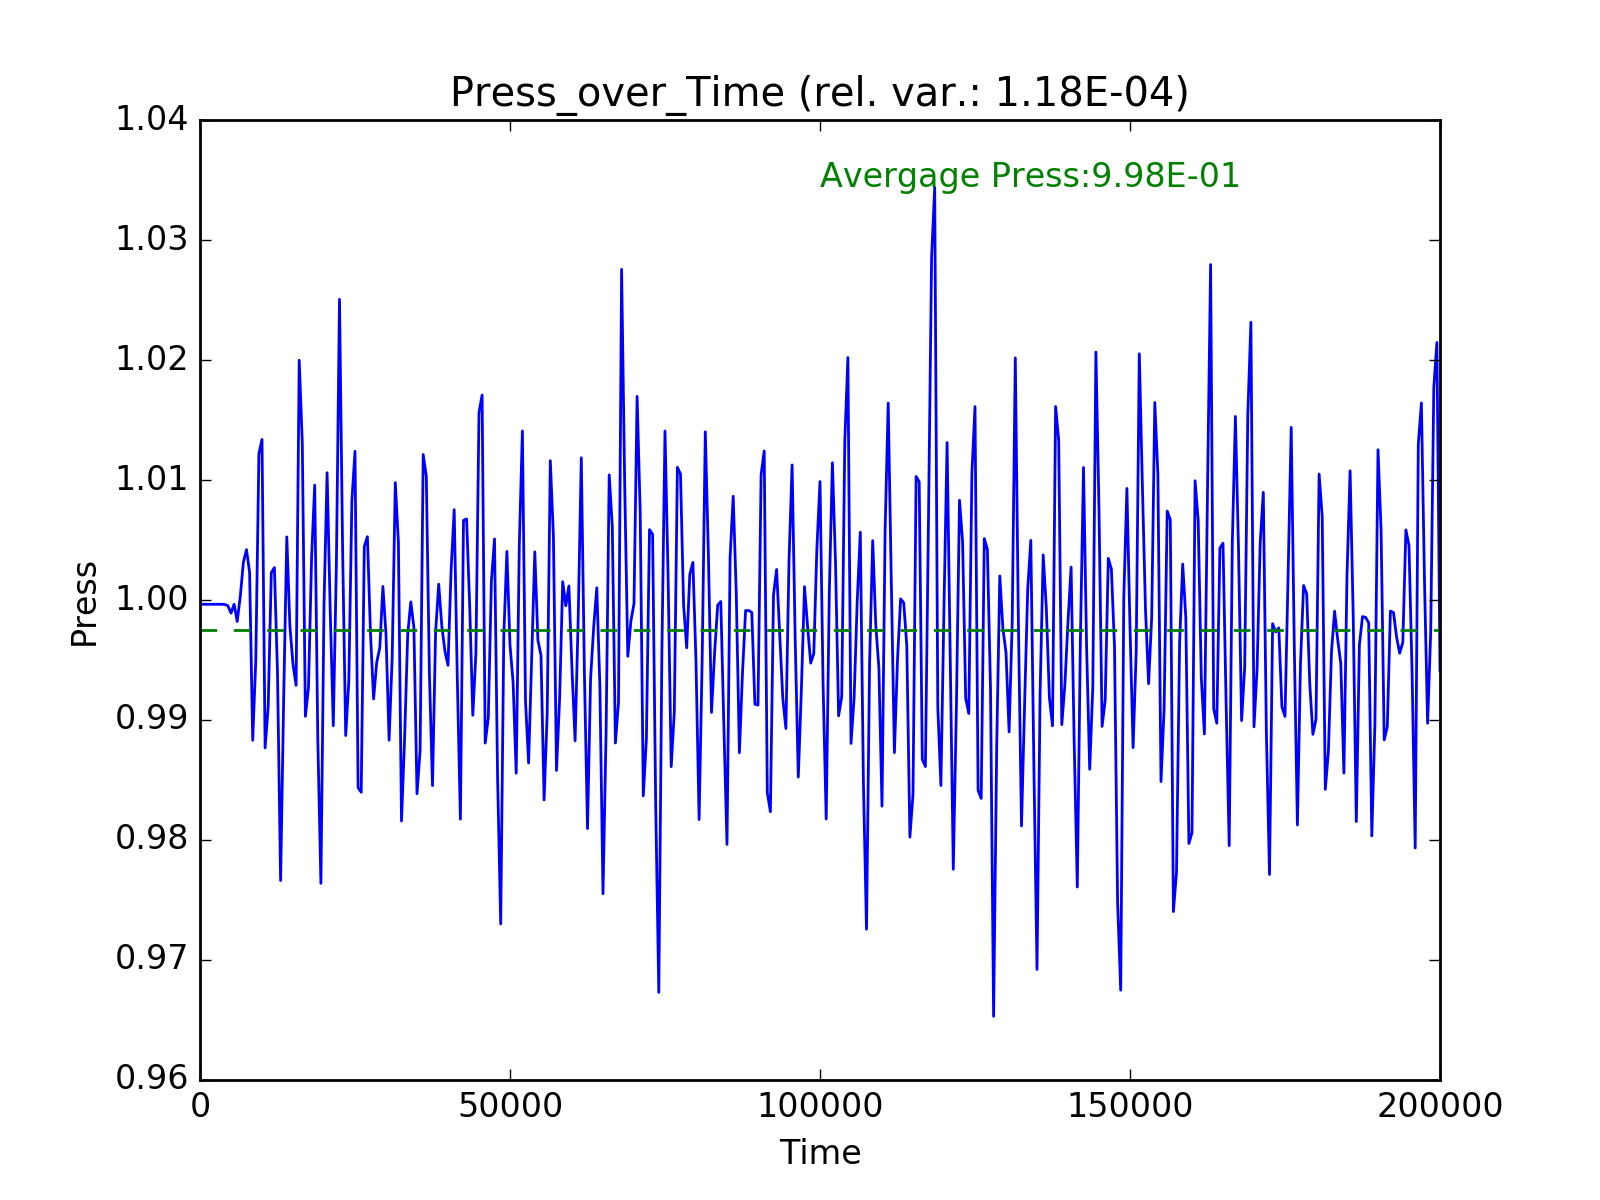 Press_over_Time (rel. var.: 1.18E-04)
1.04
Avergage Press:9.98E-01
1.03
1.02
1.01
1.00
Press
0.99
0.98
0.97
0.96
0 50000 100000 150000 200000
Time